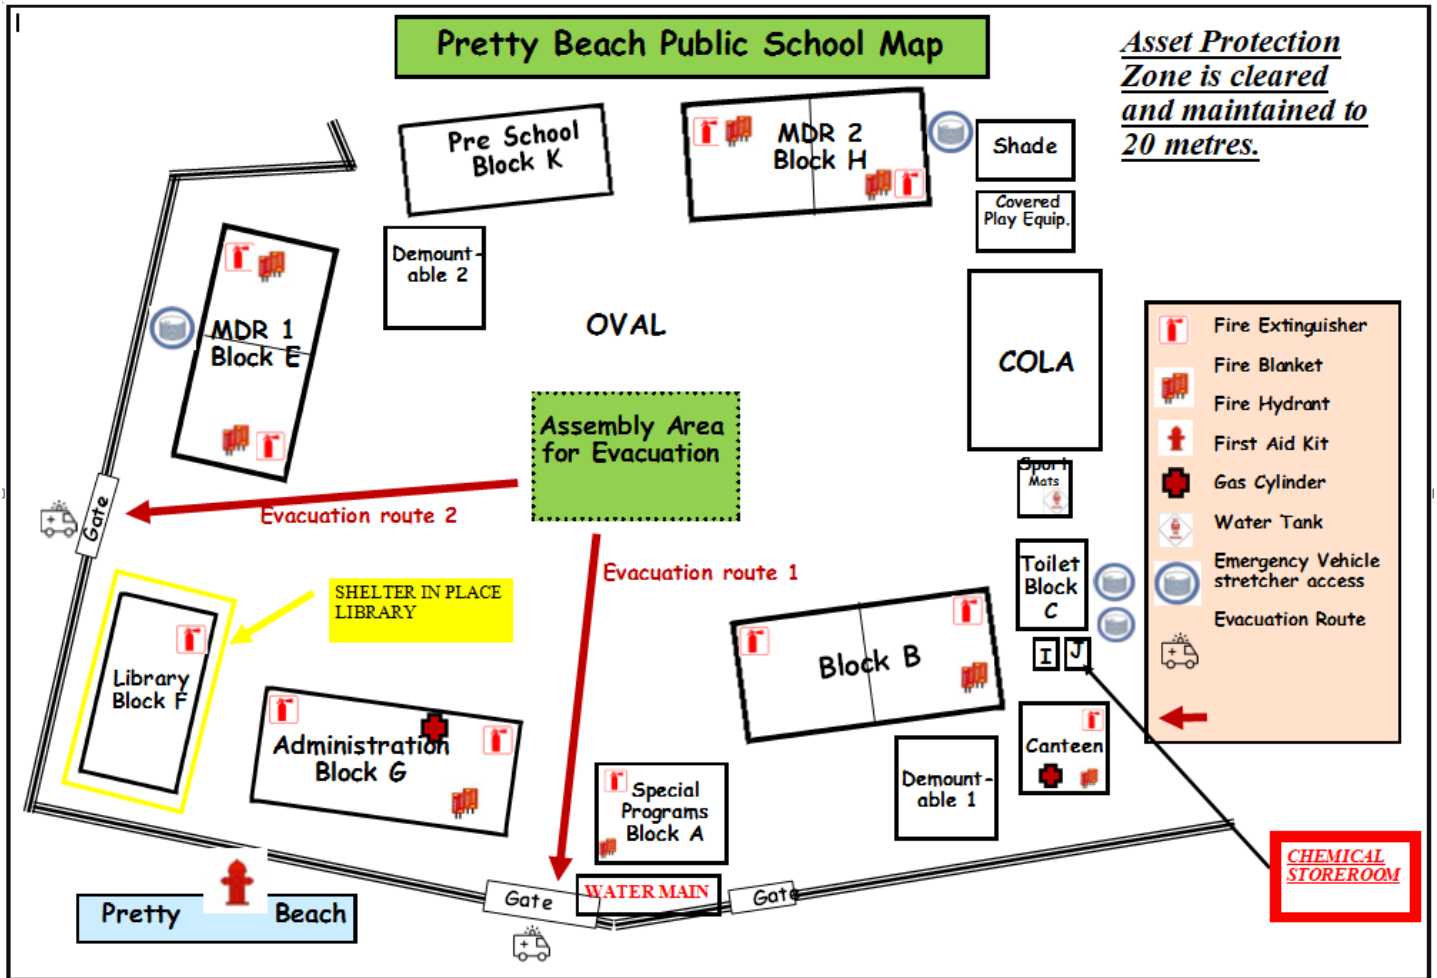 Pretty Beach Public School Map
Asset Protection
Zone is cleared
and maintained to
20 metres.
Pre School
Block K
MDR 2
Block H
Shade
Covered
Play Equip.
Demount-
able 2
MDR 1
Block E
OVAL
COLA
Fire Extinguisher
Fire Blanket
Fire Hydrant
First Aid Kit
Gas Cylinder
Water Tank
Emergency Vehicle
stretcher access
Evacuation Route
Assembly Area
for Evacuation
Sport
Mats
Gate
Evacuation route 2
Evacuation route 1
SHELTER IN PLACE
LIBRARY
Toilet
Block
C
I
J
Library
Block F
Block B
Administration
Block G
Canteen
Special
Programs
Block A
Demount-
able 1
CHEMICAL
STOREROOM
WATER MAIN
Gate
Gate
Pretty Beach